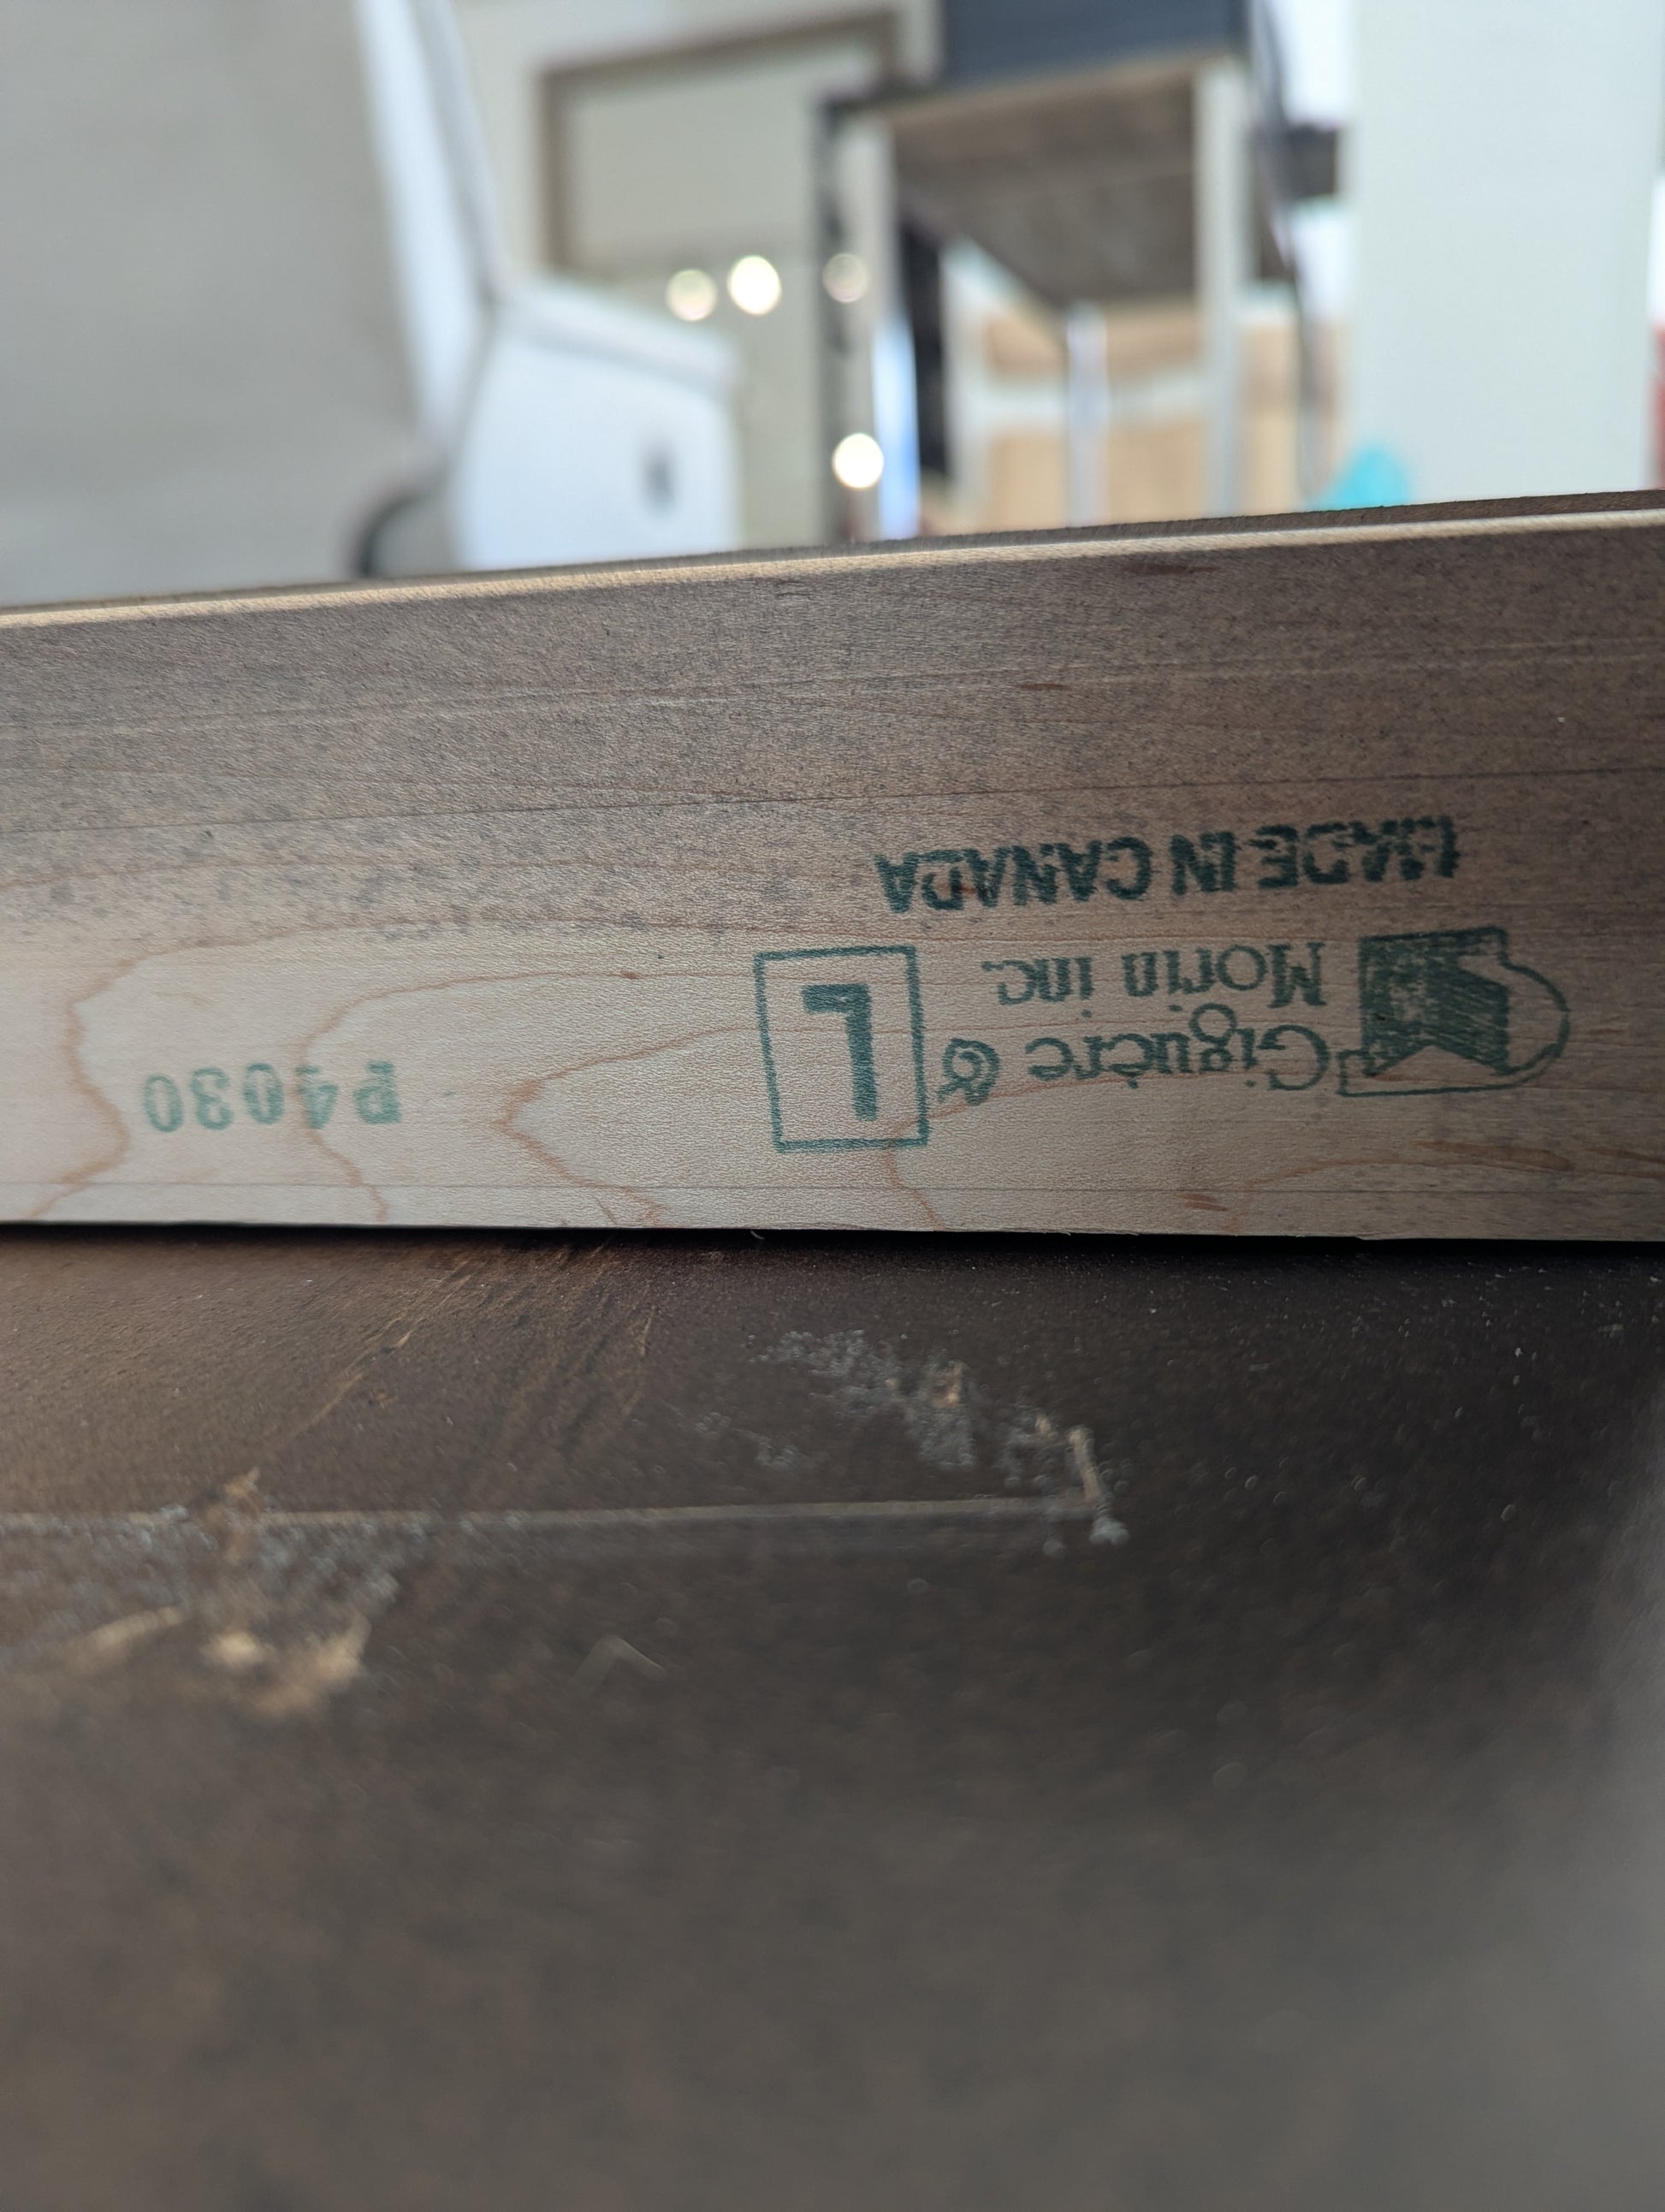 Giguère &
Morin inc.
L
P4030
MADE IN CANADA